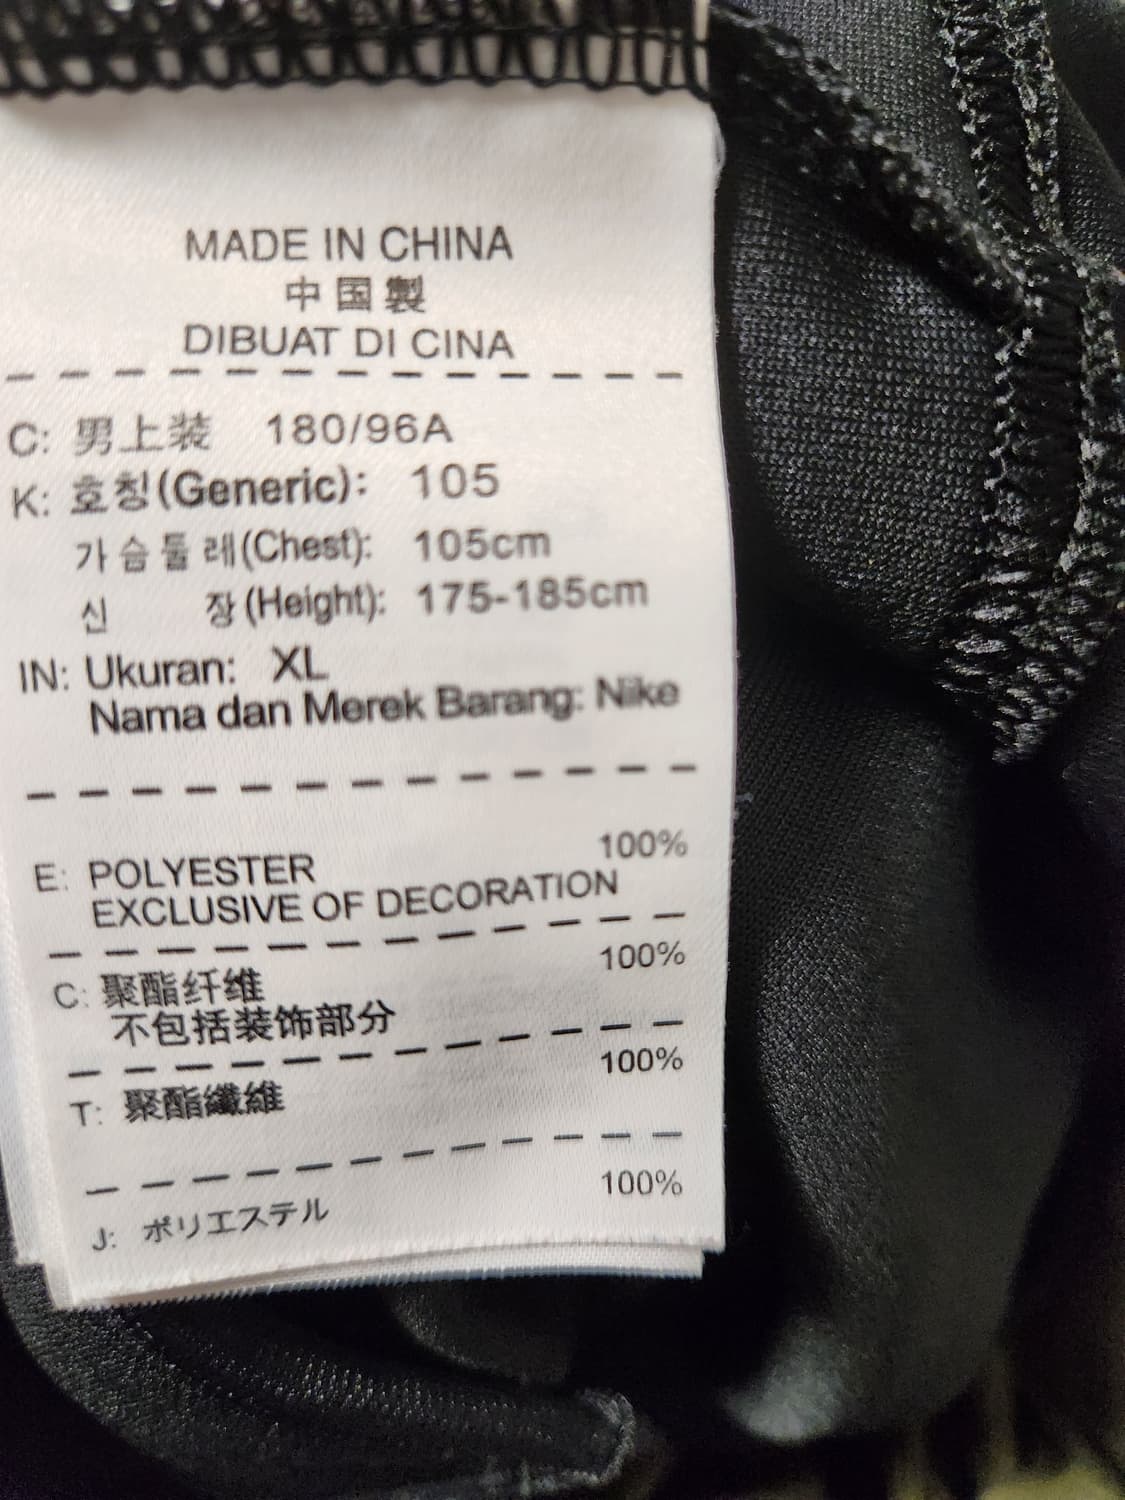 MADE IN CHINA
中国製
DIBUAT DI CINA
C: 男上装 180/96A
K: 호칭(Generic): 105
가슴둘레(Chest): 105cm
신 장(Height): 175-185cm
IN: Ukuran: XL
Nama dan Merek Barang: Nike
E: POLYESTER 100%
EXCLUSIVE OF DECORATION
C: 聚酯纤维 100%
不包括装饰部分
T: 聚酯纖維 100%
J: ポリエステル 100%